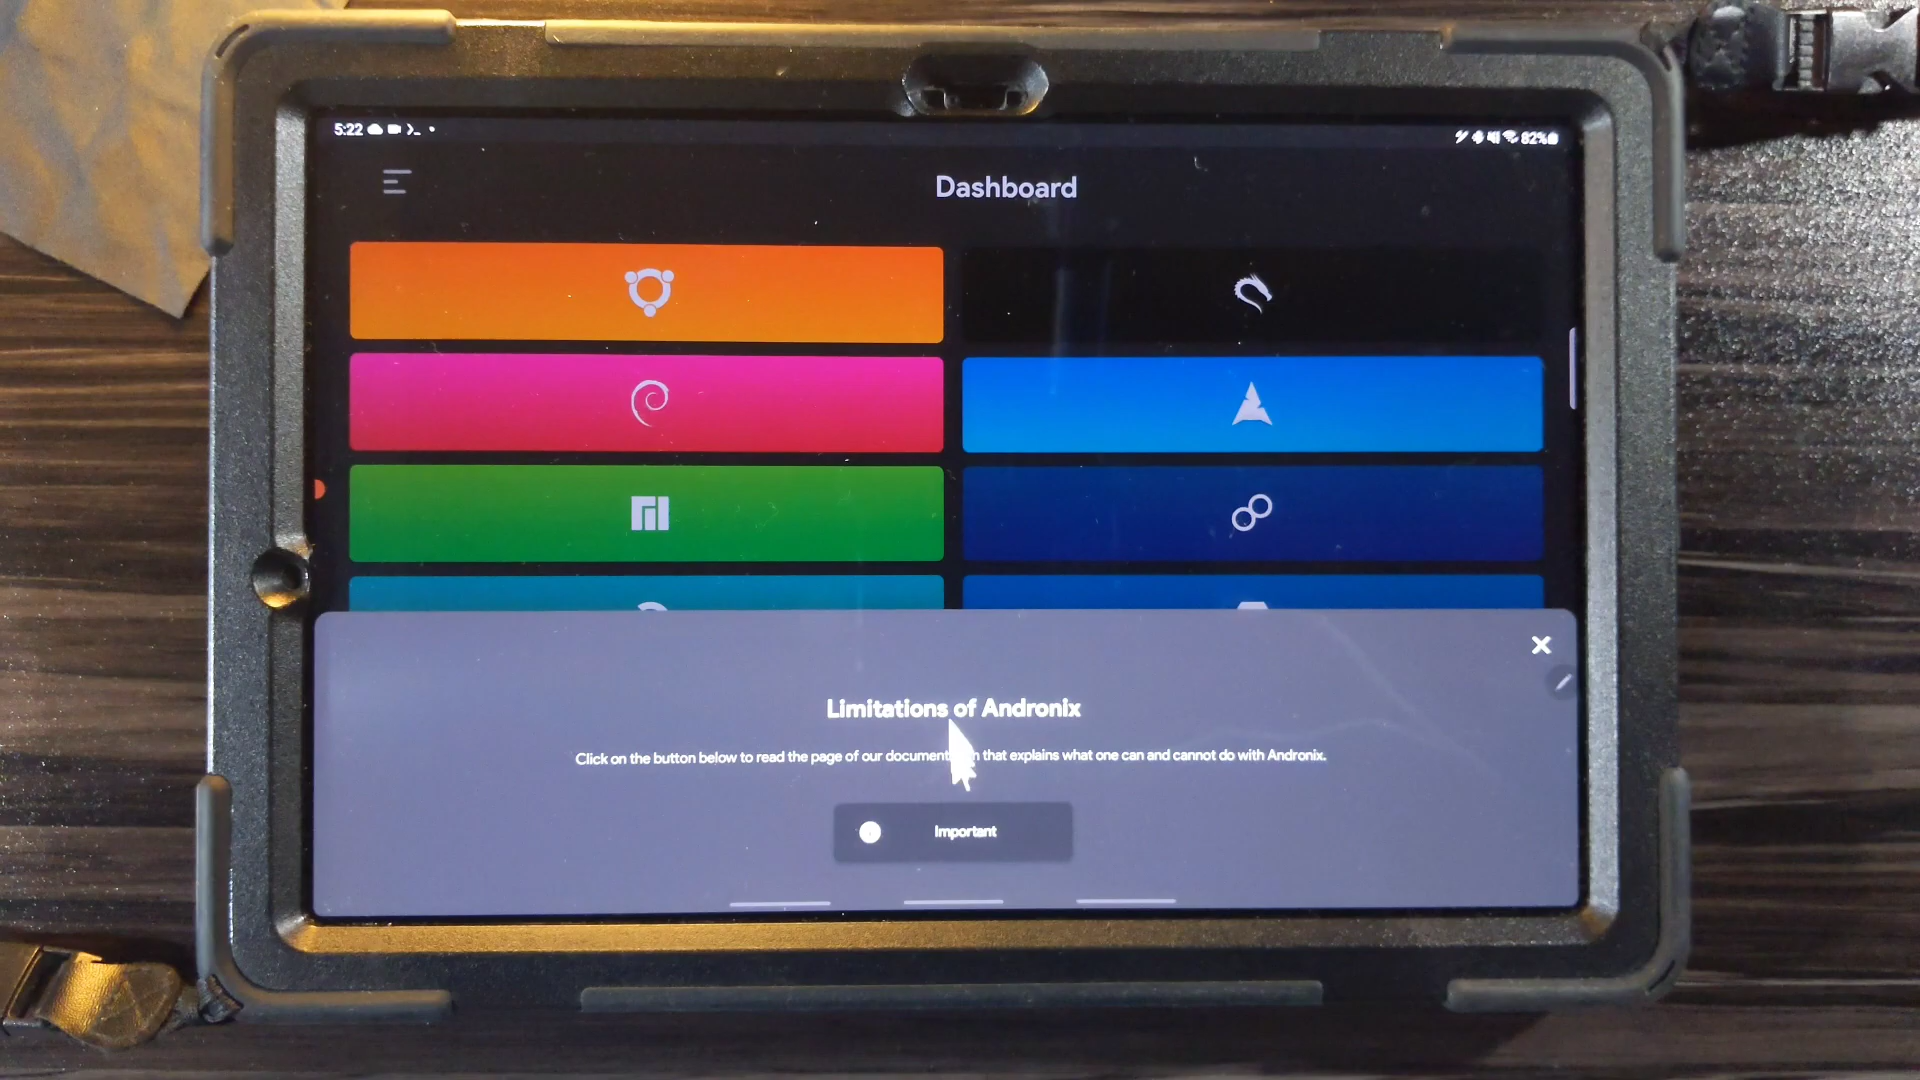 5:22
82%
Dashboard
Limitations of Andronix
Click on the button below to read the page of our document that explains what one can and cannot do with Andronix.
Important